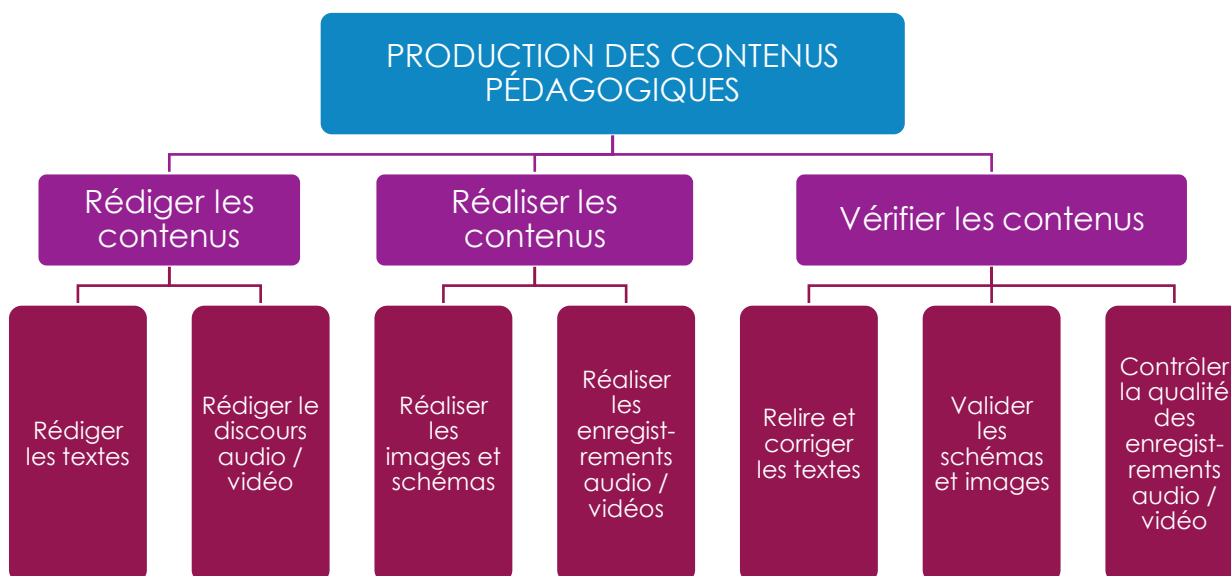 PRODUCTION DES CONTENUS
PÉDAGOGIQUES
Rédiger les
contenus
Réaliser les
contenus
Vérifier les contenus
Rédiger
les textes
Rédiger le
discours
audio /
vidéo
Réaliser
les
images et
schémas
Réaliser
les
enregist-
rements
audio /
vidéos
Relire et
corriger
les textes
Valider
les
schémas
et images
Contrôler
la qualité
des
enregist-
rements
audio /
vidéo